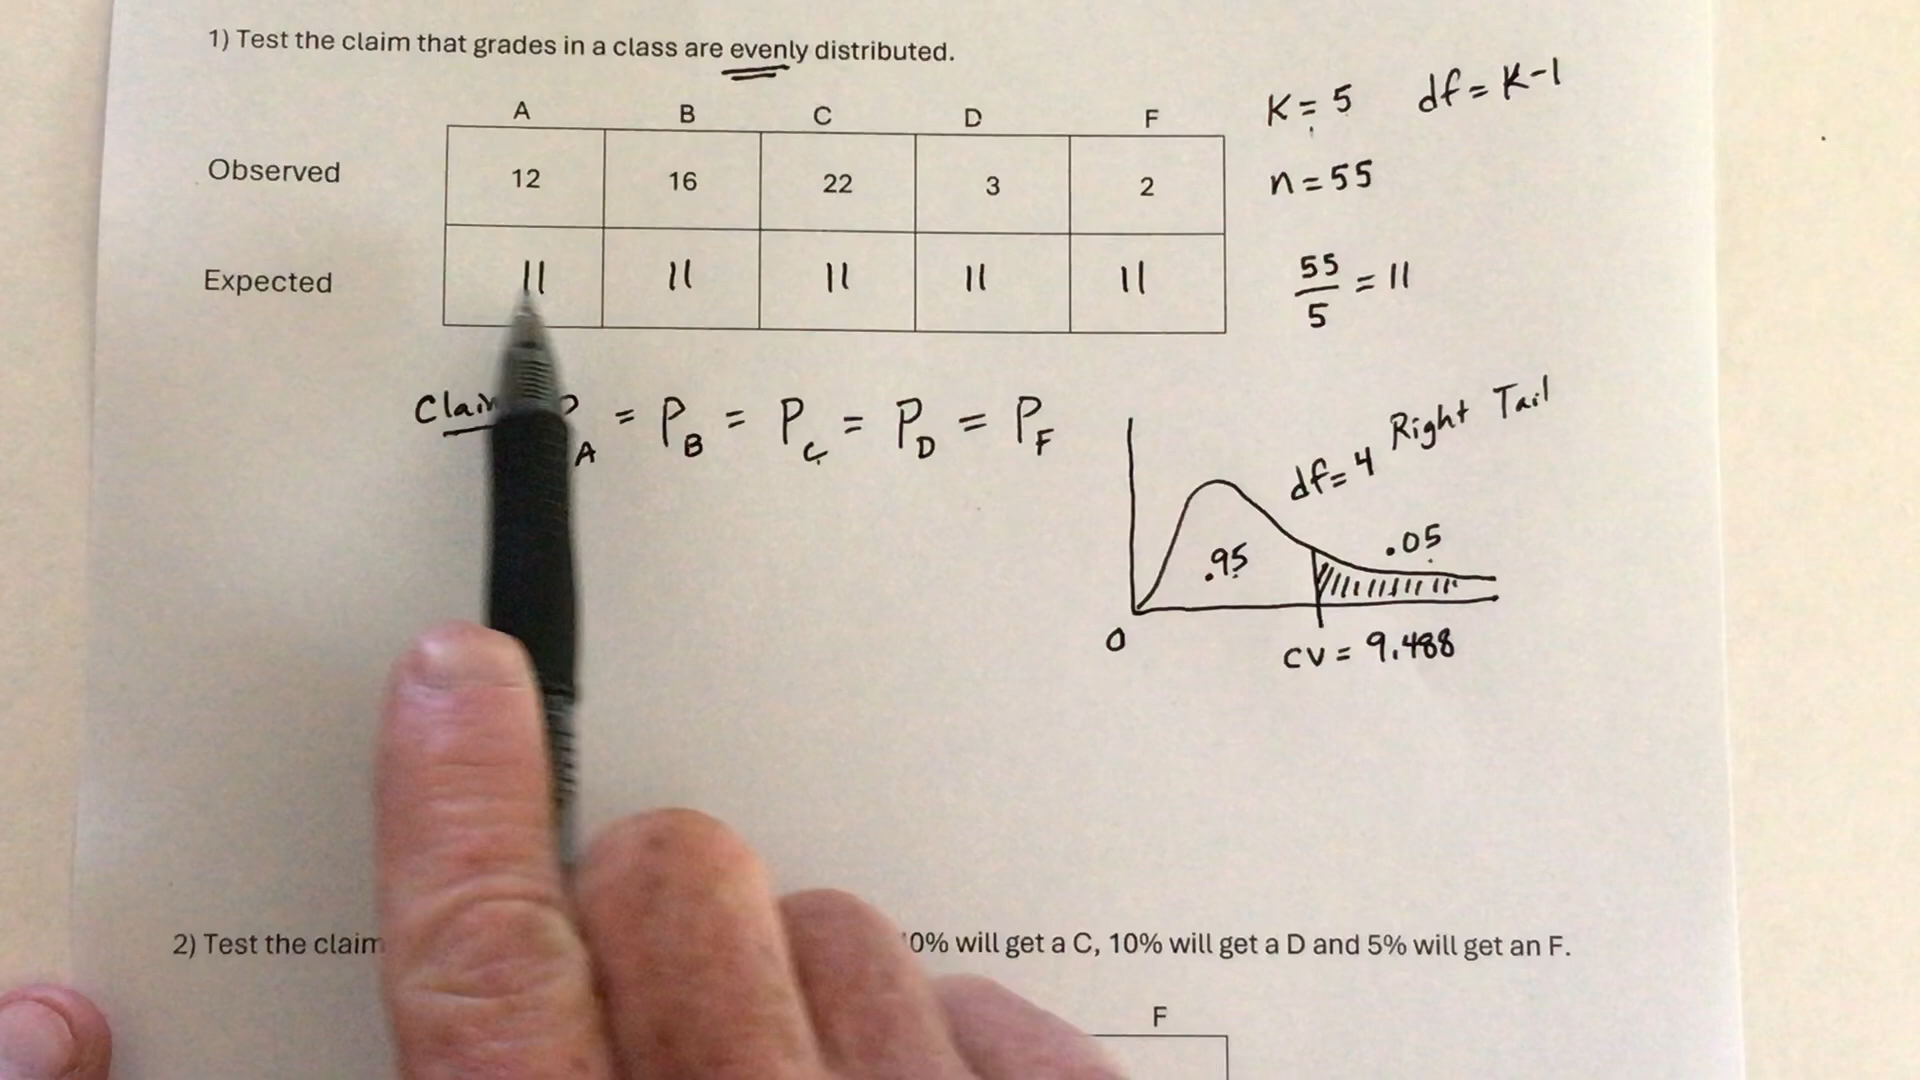 1) Test the claim that grades in a class are evenly distributed.
A B C D F
Observed 12 16 22 3 2
Expected 11 11 11 11 11
K = 5 df = K-1
n = 55
55
5
= 11
A = P_B = P_C = P_D = P_F
Right Tail
df = 4
.95 .05
0
CV = 9.488
2) Test the claim 0% will get a C, 10% will get a D and 5% will get an F.
F